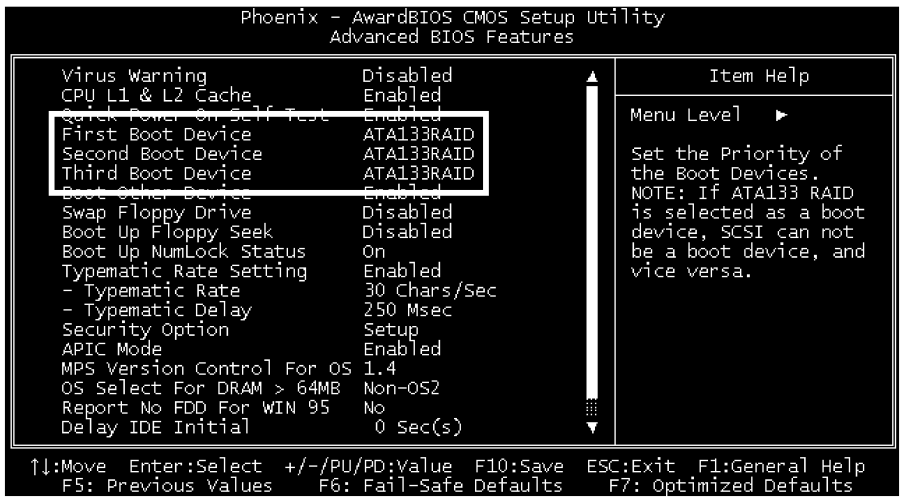 Phoenix - AwardBIOS CMOS Setup Utility
Advanced BIOS Features
Virus Warning Disabled
CPU L1 & L2 Cache Enabled
Quick Power On Self Test Enabled
First Boot Device ATA133RAID
Second Boot Device ATA133RAID
Third Boot Device ATA133RAID
Boot Other Device Enabled
Swap Floppy Drive Disabled
Boot Up Floppy Seek Disabled
Boot Up NumLock Status On
Typematic Rate Setting Enabled
- Typematic Rate 30 Chars/Sec
- Typematic Delay 250 Msec
Security Option Setup
APIC Mode Enabled
MPS Version Control For OS 1.4
OS Select For DRAM > 64MB Non-OS2
Report No FDD For WIN 95 No
Delay IDE Initial 0 Sec(s)
Item Help
Menu Level ►
Set the Priority of
the Boot Devices.
NOTE: If ATA133 RAID
is selected as a boot
device, SCSI can not
be a boot device, and
vice versa.
↑↓:Move Enter:Select +/-/PU/PD:Value F10:Save ESC:Exit F1:General Help
F5: Previous Values F6: Fail-Safe Defaults F7: Optimized Defaults